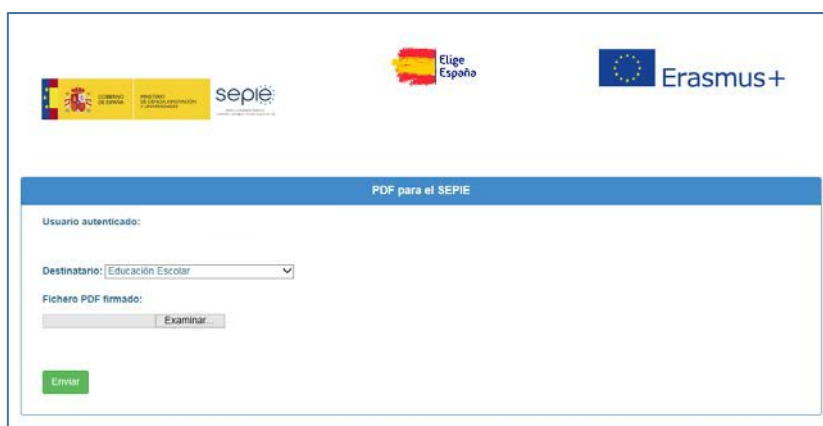 Elige
España
Erasmus+
GOBIERNO
DE ESPAÑA
MINISTERIO
DE CIENCIA, INNOVACIÓN
Y UNIVERSIDADES
sepie
PDF para el SEPIE
Usuario autenticado:
Destinatario: Educación Escolar
Fichero PDF firmado:
Examinar...
Enviar